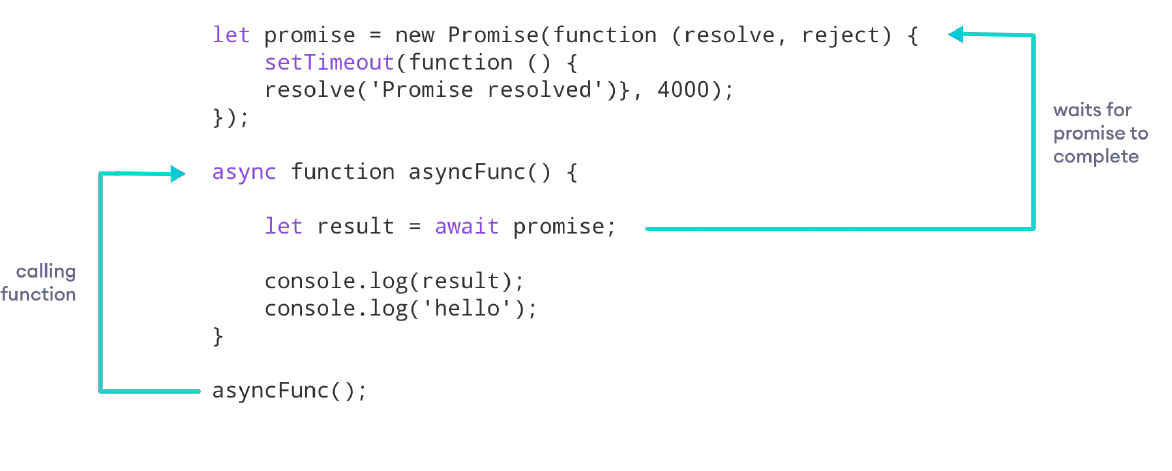 let promise = new Promise(function (resolve, reject) {
setTimeout(function () {
resolve('Promise resolved')}, 4000);
});
waits for
promise to
complete
async function asyncFunc() {
let result = await promise;
calling
function
console.log(result);
console.log('hello');
}
asyncFunc();